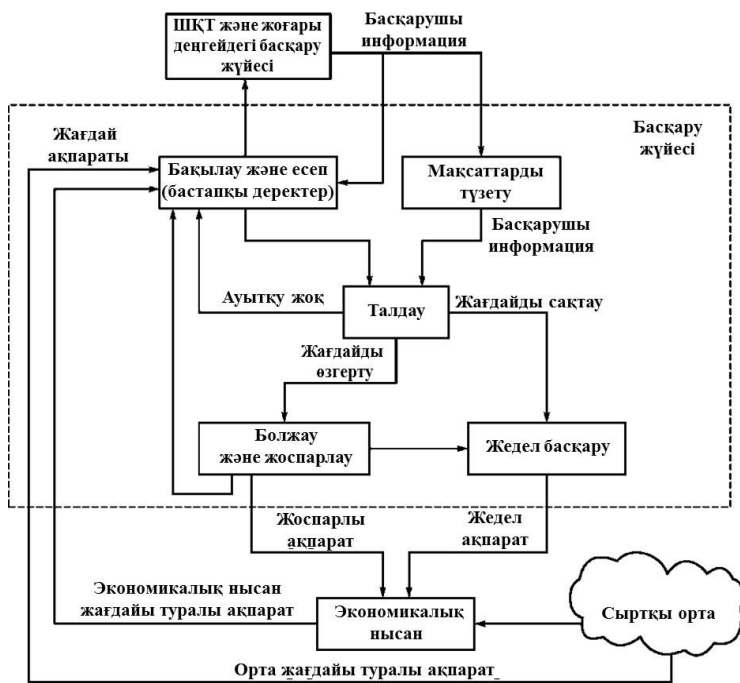 ШҚТ және жоғары
деңгейдегі басқару
жүйесі
Басқарушы
информация
Басқару
жүйесі
Жағдай
ақпараты
Бақылау және есеп
(бастапқы деректер)
Мақсаттарды
түзету
Басқарушы
информация
Ауытқу жоқ
Талдау
Жағдайды сақтау
Жағдайды
өзгерту
Болжау
және жоспарлау
Жедел басқару
Жоспарлы
ақпарат
Жедел
ақпарат
Экономикалық нысан
жағдайы туралы ақпарат
Экономикалық
нысан
Сыртқы орта
Орта жағдайы туралы ақпарат